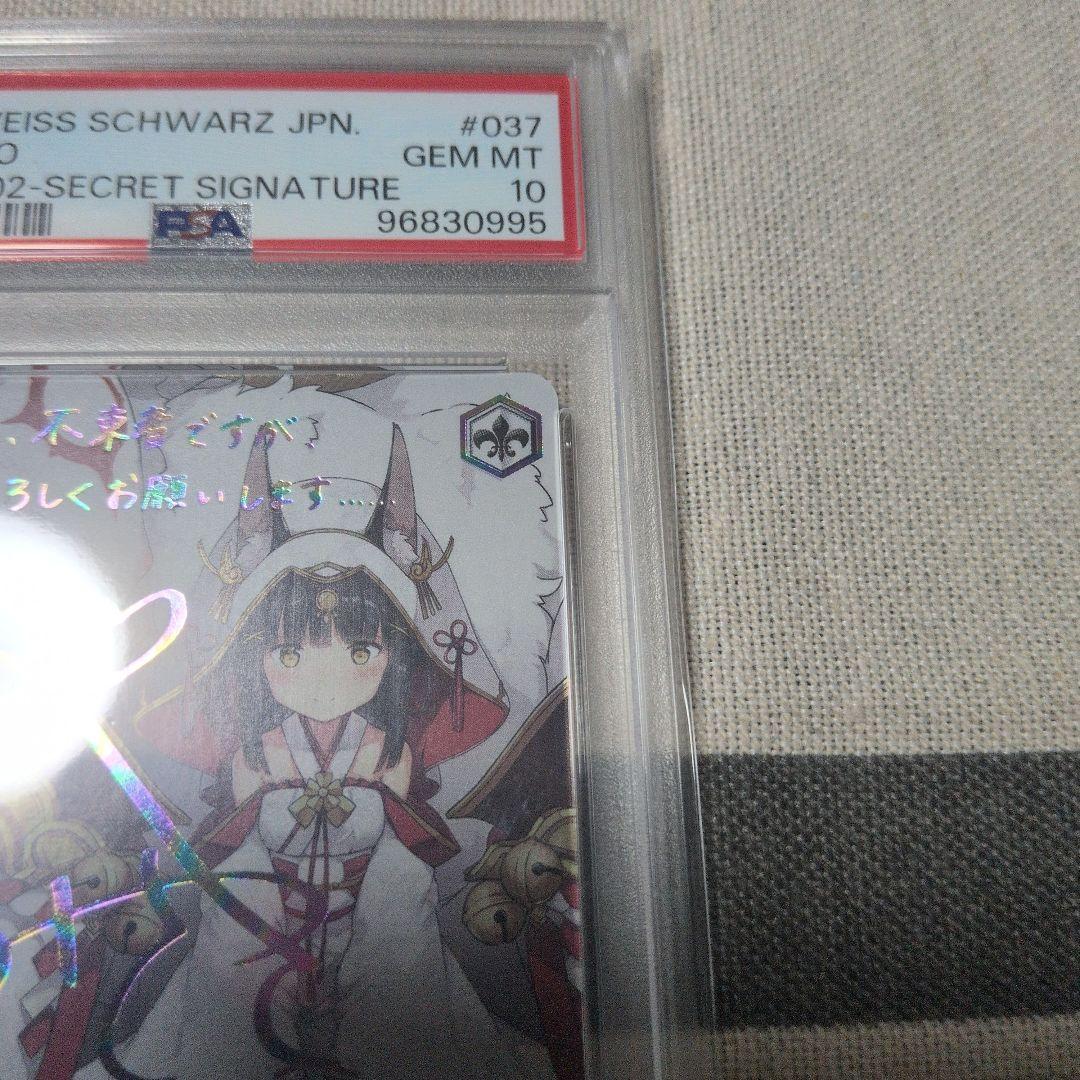 WEISS SCHWARZ JPN. #037
O GEM MT
02-SECRET SIGNATURE 10
PSA 96830995
、不束者ですが、
ろしくお願いします……